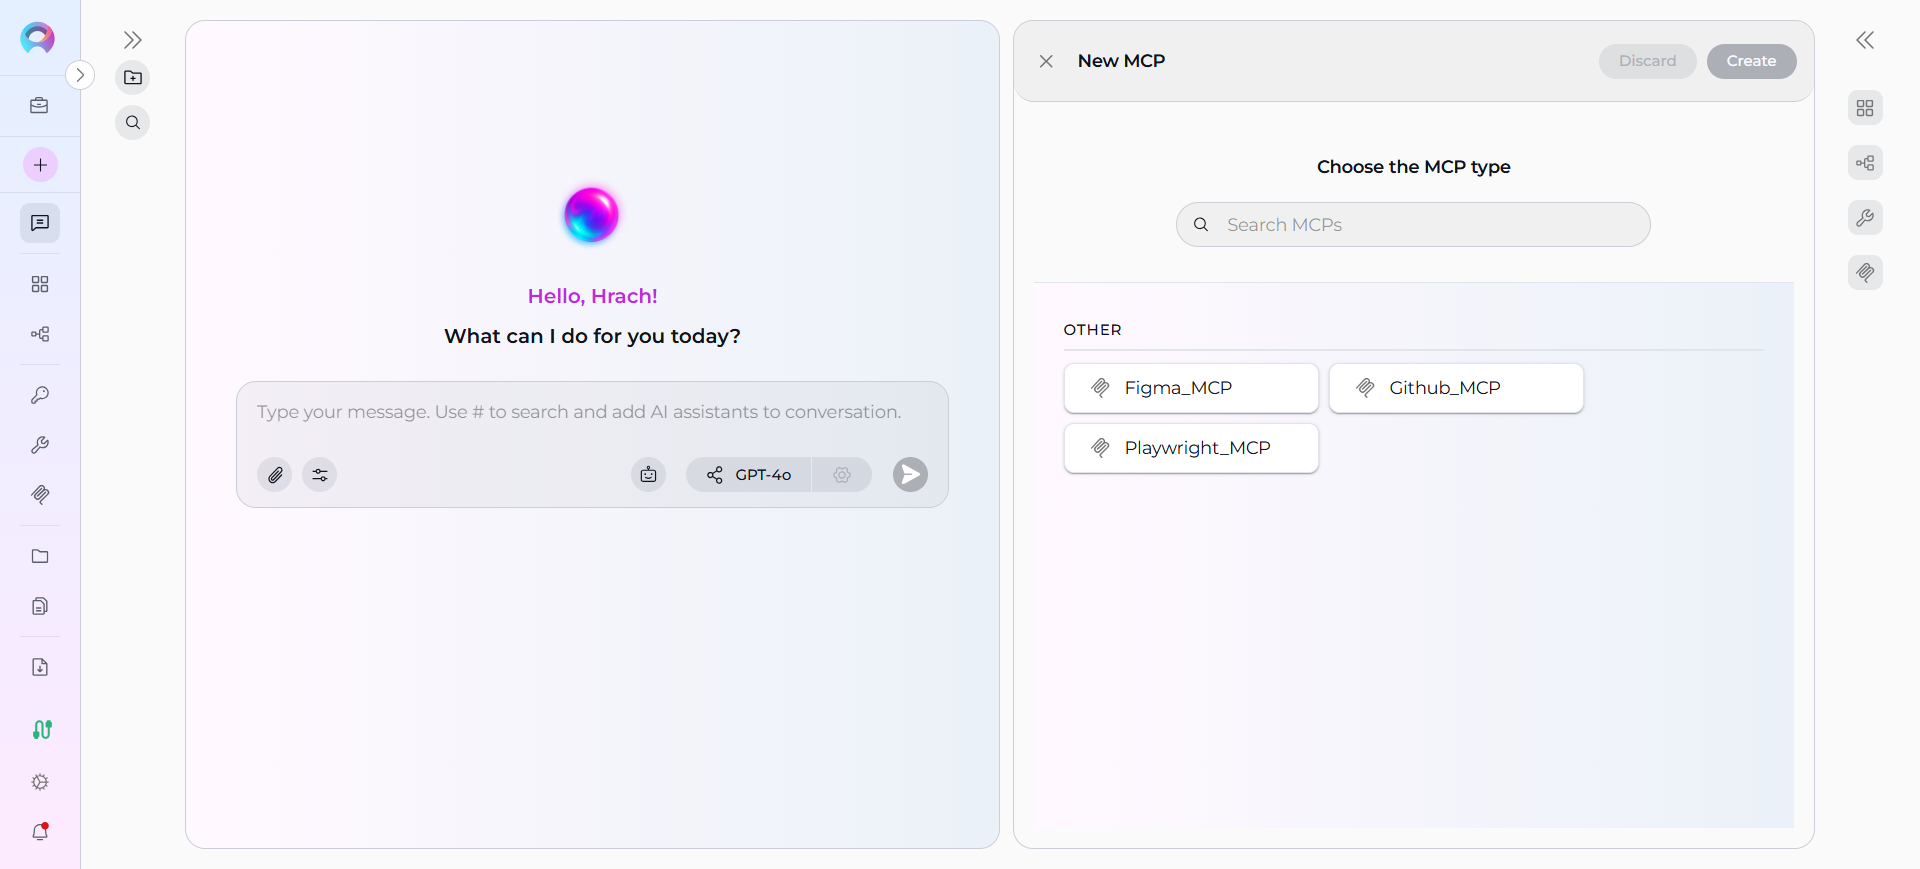 Hello, Hrach!
What can I do for you today?
Type your message. Use # to search and add AI assistants to conversation.
GPT-4o
New MCP
Discard
Create
Choose the MCP type
Search MCPs
OTHER
Figma_MCP
Github_MCP
Playwright_MCP